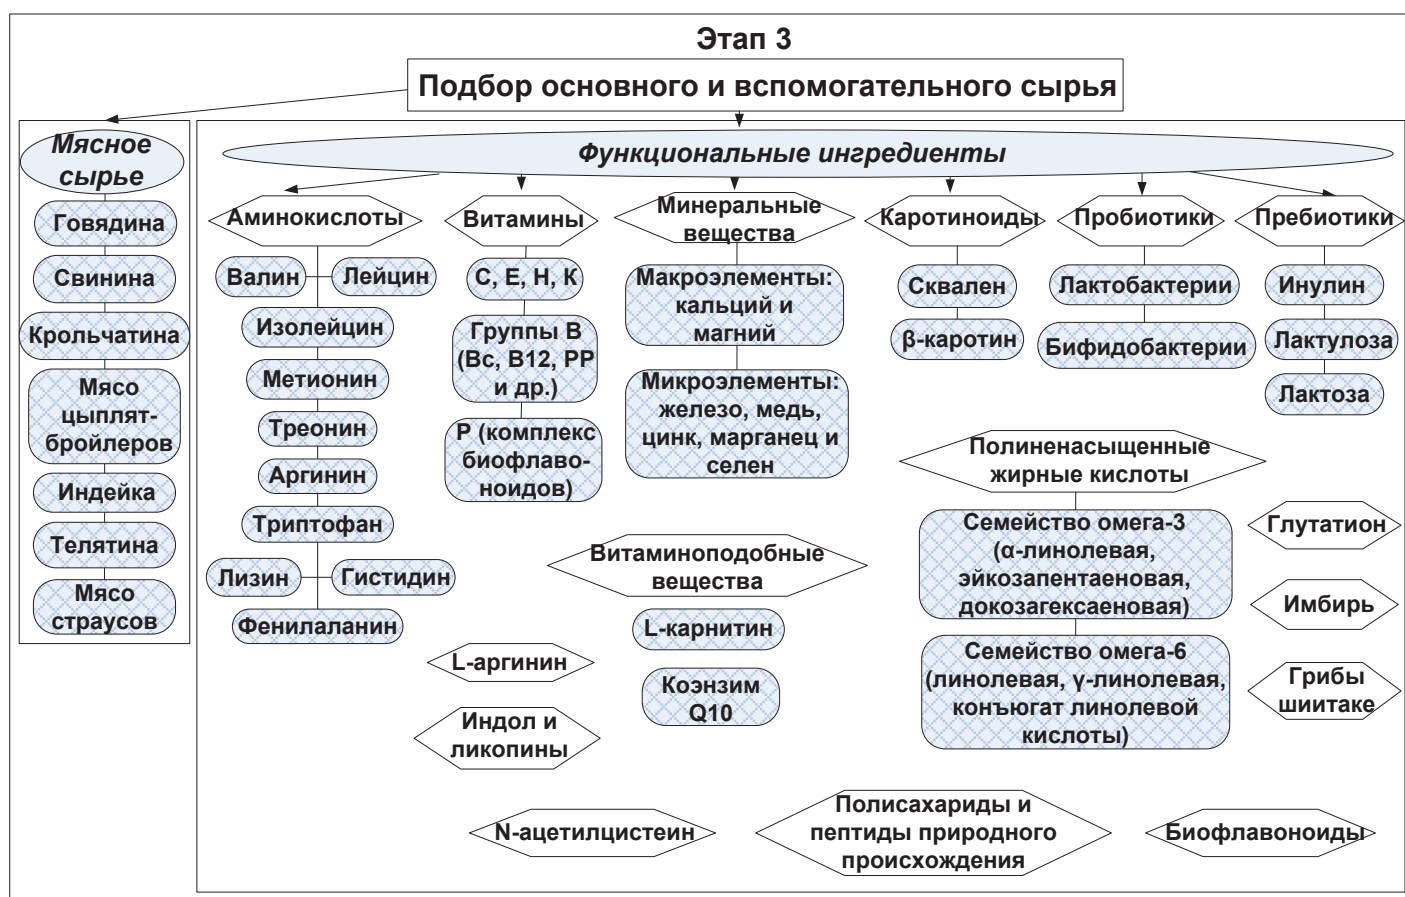 Этап 3
Подбор основного и вспомогательного сырья
Мясное
сырье
Говядина
Свинина
Крольчатина
Мясо
цыплят-
бройлеров
Индейка
Телятина
Мясо
страусов
Функциональные ингредиенты
Аминокислоты
Валин
Лейцин
Изолейцин
Метионин
Треонин
Аргинин
Триптофан
Лизин
Гистидин
Фенилаланин
Витамины
С, Е, Н, К
Группы В
(Вс, В12, РР
и др.)
Р (комплекс
биофлаво-
ноидов)
Минеральные
вещества
Макроэлементы:
кальций и
магний
Микроэлементы:
железо, медь,
цинк, марганец и
селен
Каротиноиды
Сквален
β-каротин
Пробиотики
Лактобактерии
Бифидобактерии
Пребиотики
Инулин
Лактулоза
Лактоза
Витаминоподобные
вещества
L-карнитин
Коэнзим
Q10
Полиненасыщенные
жирные кислоты
Семейство омега-3
(α-линолевая,
эйкозапентаеновая,
докозагексаеновая)
Семейство омега-6
(линолевая, γ-линолевая,
конъюгат линолевой
кислоты)
Глутатион
Имбирь
Грибы
шиитаке
L-аргинин
Индол и
ликопины
N-ацетилцистеин
Полисахариды и
пептиды природного
происхождения
Биофлавоноиды